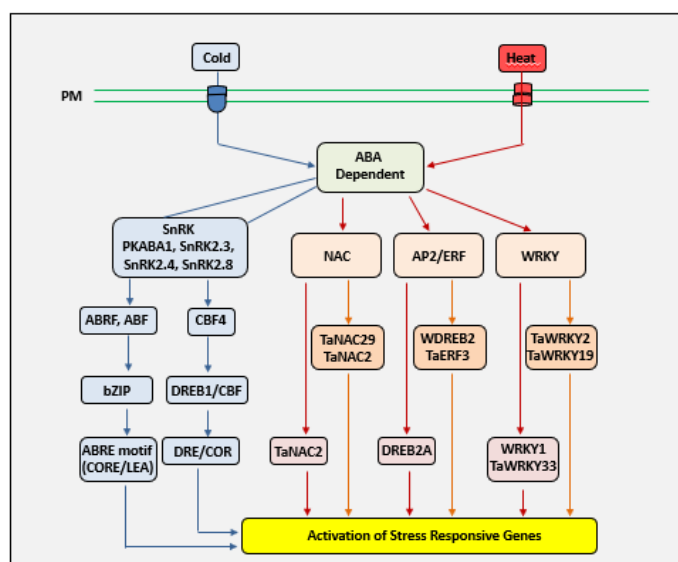 Cold
Heat
PM
ABA
Dependent
SnRK
PKABA1, SnRK2.3,
SnRK2.4, SnRK2.8
NAC
AP2/ERF
WRKY
ABRF, ABF
CBF4
TaNAC29
TaNAC2
WDREB2
TaERF3
TaWRKY2
TaWRKY19
bZIP
DREB1/CBF
ABRE motif
(CORE/LEA)
DRE/COR
TaNAC2
DREB2A
WRKY1
TaWRKY33
Activation of Stress Responsive Genes